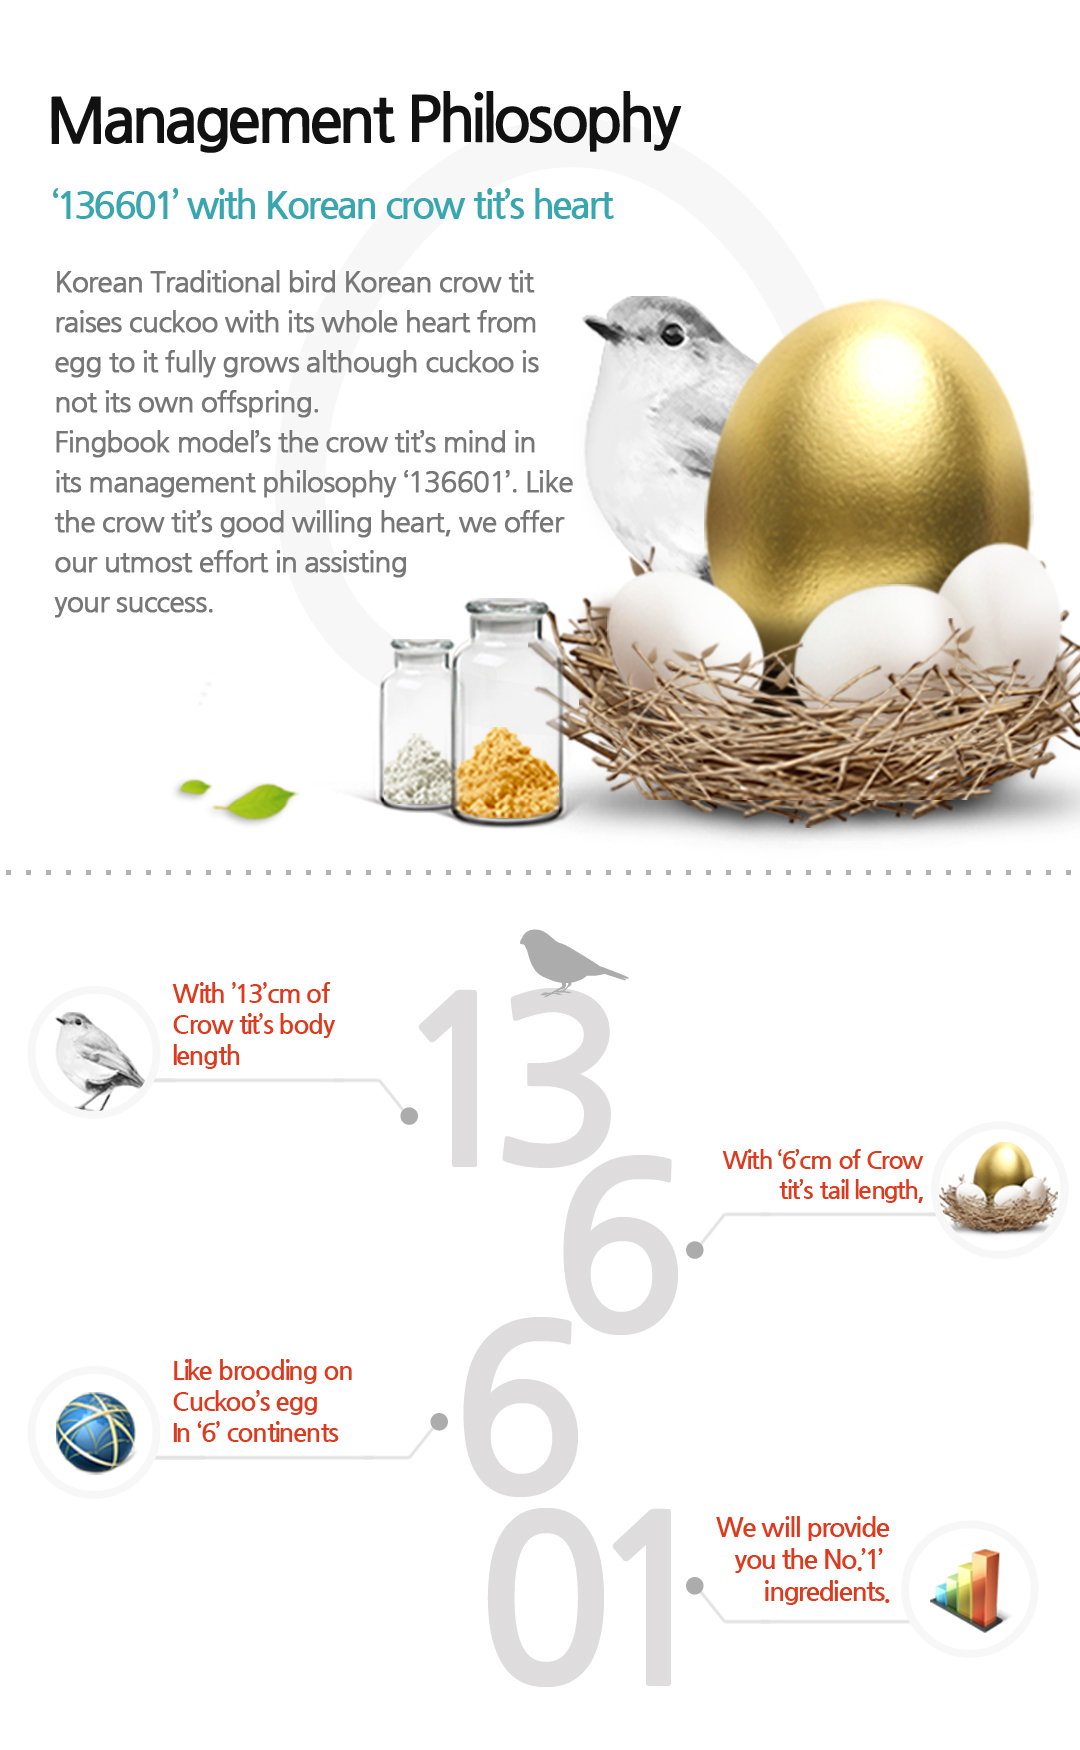 Management Philosophy
‘136601’ with Korean crow tit’s heart
Korean Traditional bird Korean crow tit
raises cuckoo with its whole heart from
egg to it fully grows although cuckoo is
not its own offspring.
Fingbook model’s the crow tit’s mind in
its management philosophy ‘136601’. Like
the crow tit’s good willing heart, we offer
our utmost effort in assisting
your success.
With ’13’cm of
Crow tit’s body
length
13
With ‘6’cm of Crow
tit’s tail length,
6
Like brooding on
Cuckoo’s egg
In ‘6’ continents
6
We will provide
you the No.’1’
ingredients.
01